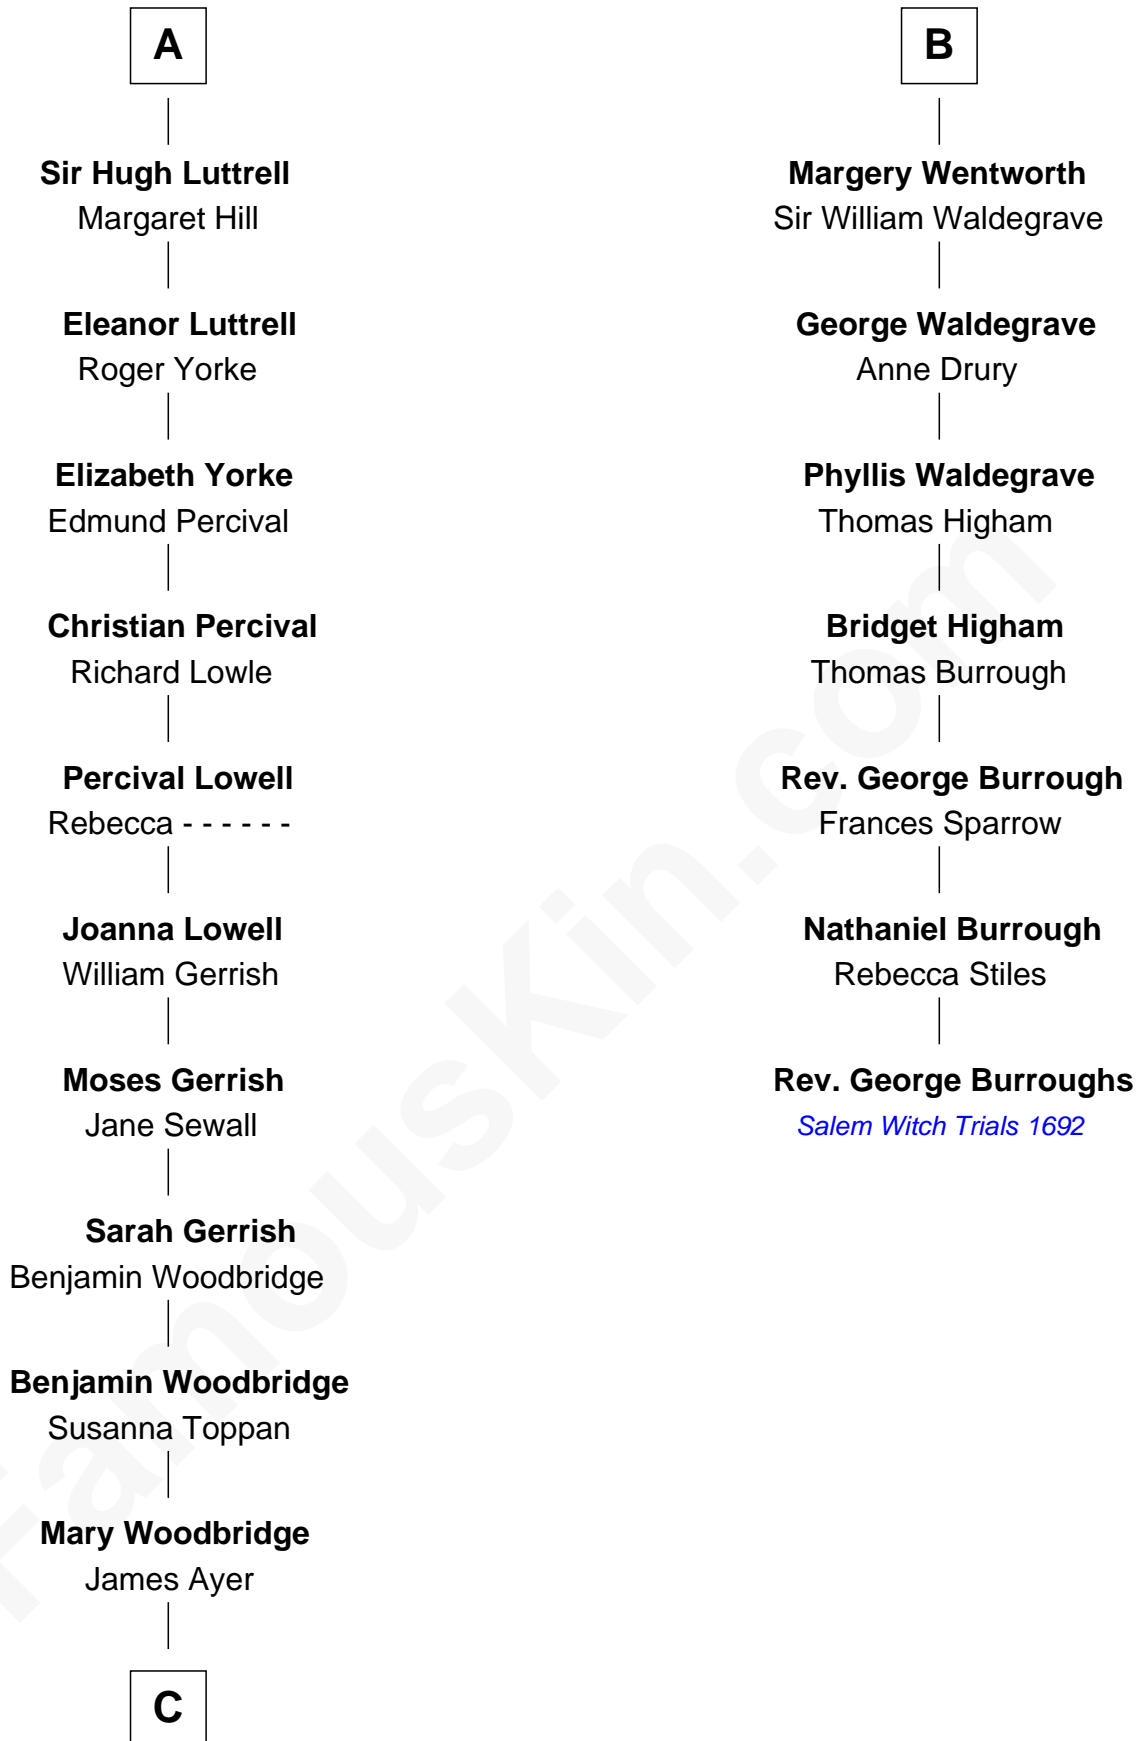 A
Sir Hugh Luttrell
Margaret Hill
Eleanor Luttrell
Roger Yorke
Elizabeth Yorke
Edmund Percival
Christian Percival
Richard Lowle
Percival Lowell
Rebecca - - - - - -
Joanna Lowell
William Gerrish
Moses Gerrish
Jane Sewall
Sarah Gerrish
Benjamin Woodbridge
Benjamin Woodbridge
Susanna Toppan
Mary Woodbridge
James Ayer
C
B
Margery Wentworth
Sir William Waldegrave
George Waldegrave
Anne Drury
Phyllis Waldegrave
Thomas Higham
Bridget Higham
Thomas Burrough
Rev. George Burrough
Frances Sparrow
Nathaniel Burrough
Rebecca Stiles
Rev. George Burroughs
Salem Witch Trials 1692
FamousKin.com